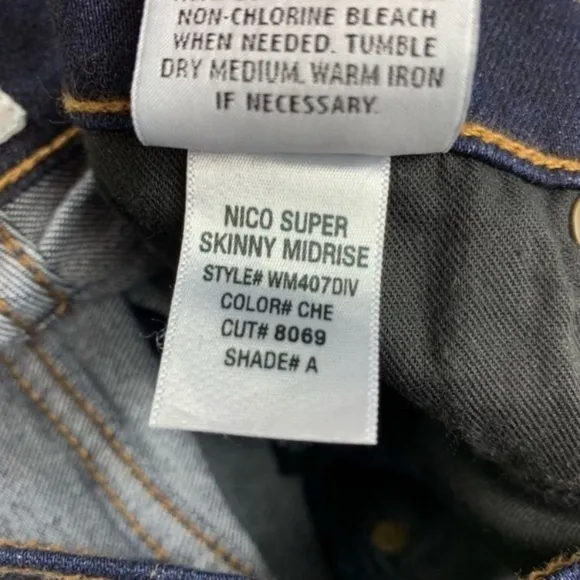 NON-CHLORINE BLEACH
WHEN NEEDED. TUMBLE
DRY MEDIUM. WARM IRON
IF NECESSARY.
NICO SUPER
SKINNY MIDRISE
STYLE# WM407DIV
COLOR# CHE
CUT# 8069
SHADE# A